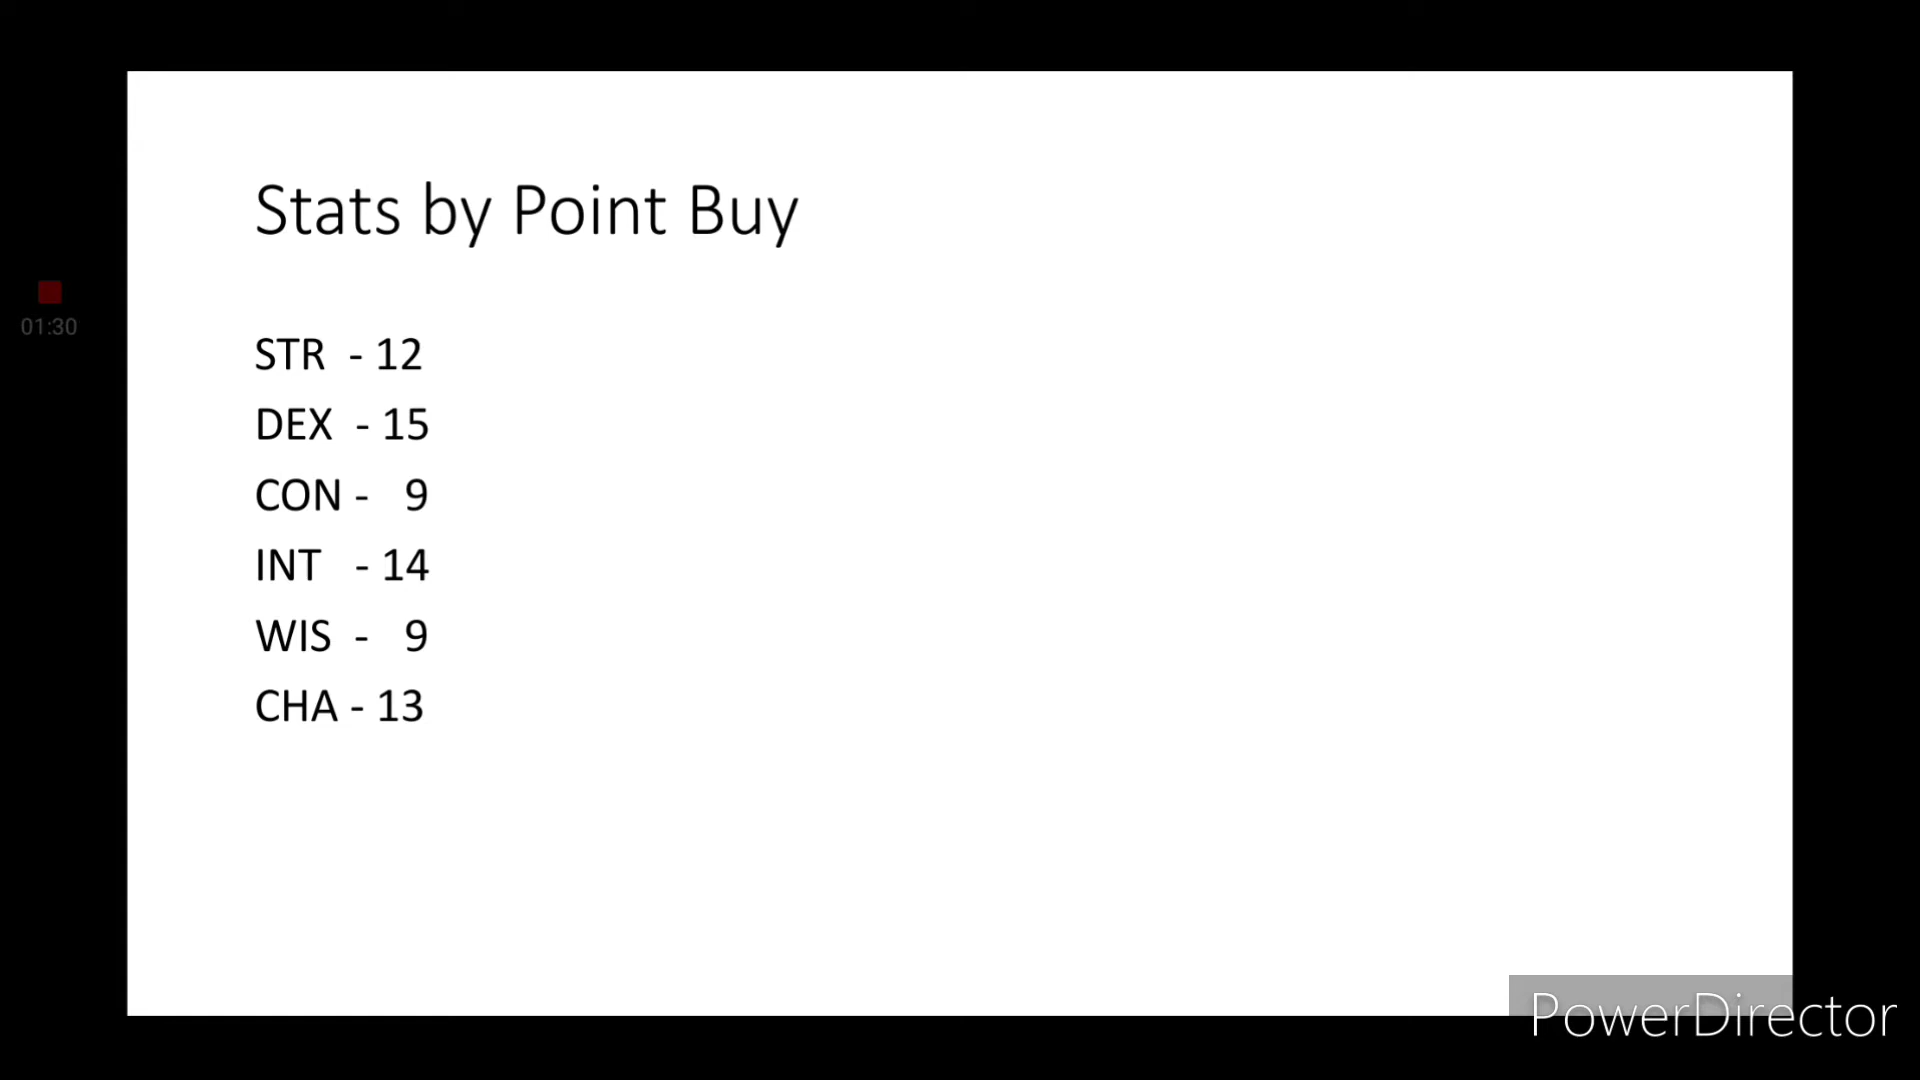 Stats by Point Buy
01:30
STR - 12
DEX - 15
CON - 9
INT - 14
WIS - 9
CHA - 13
PowerDirector